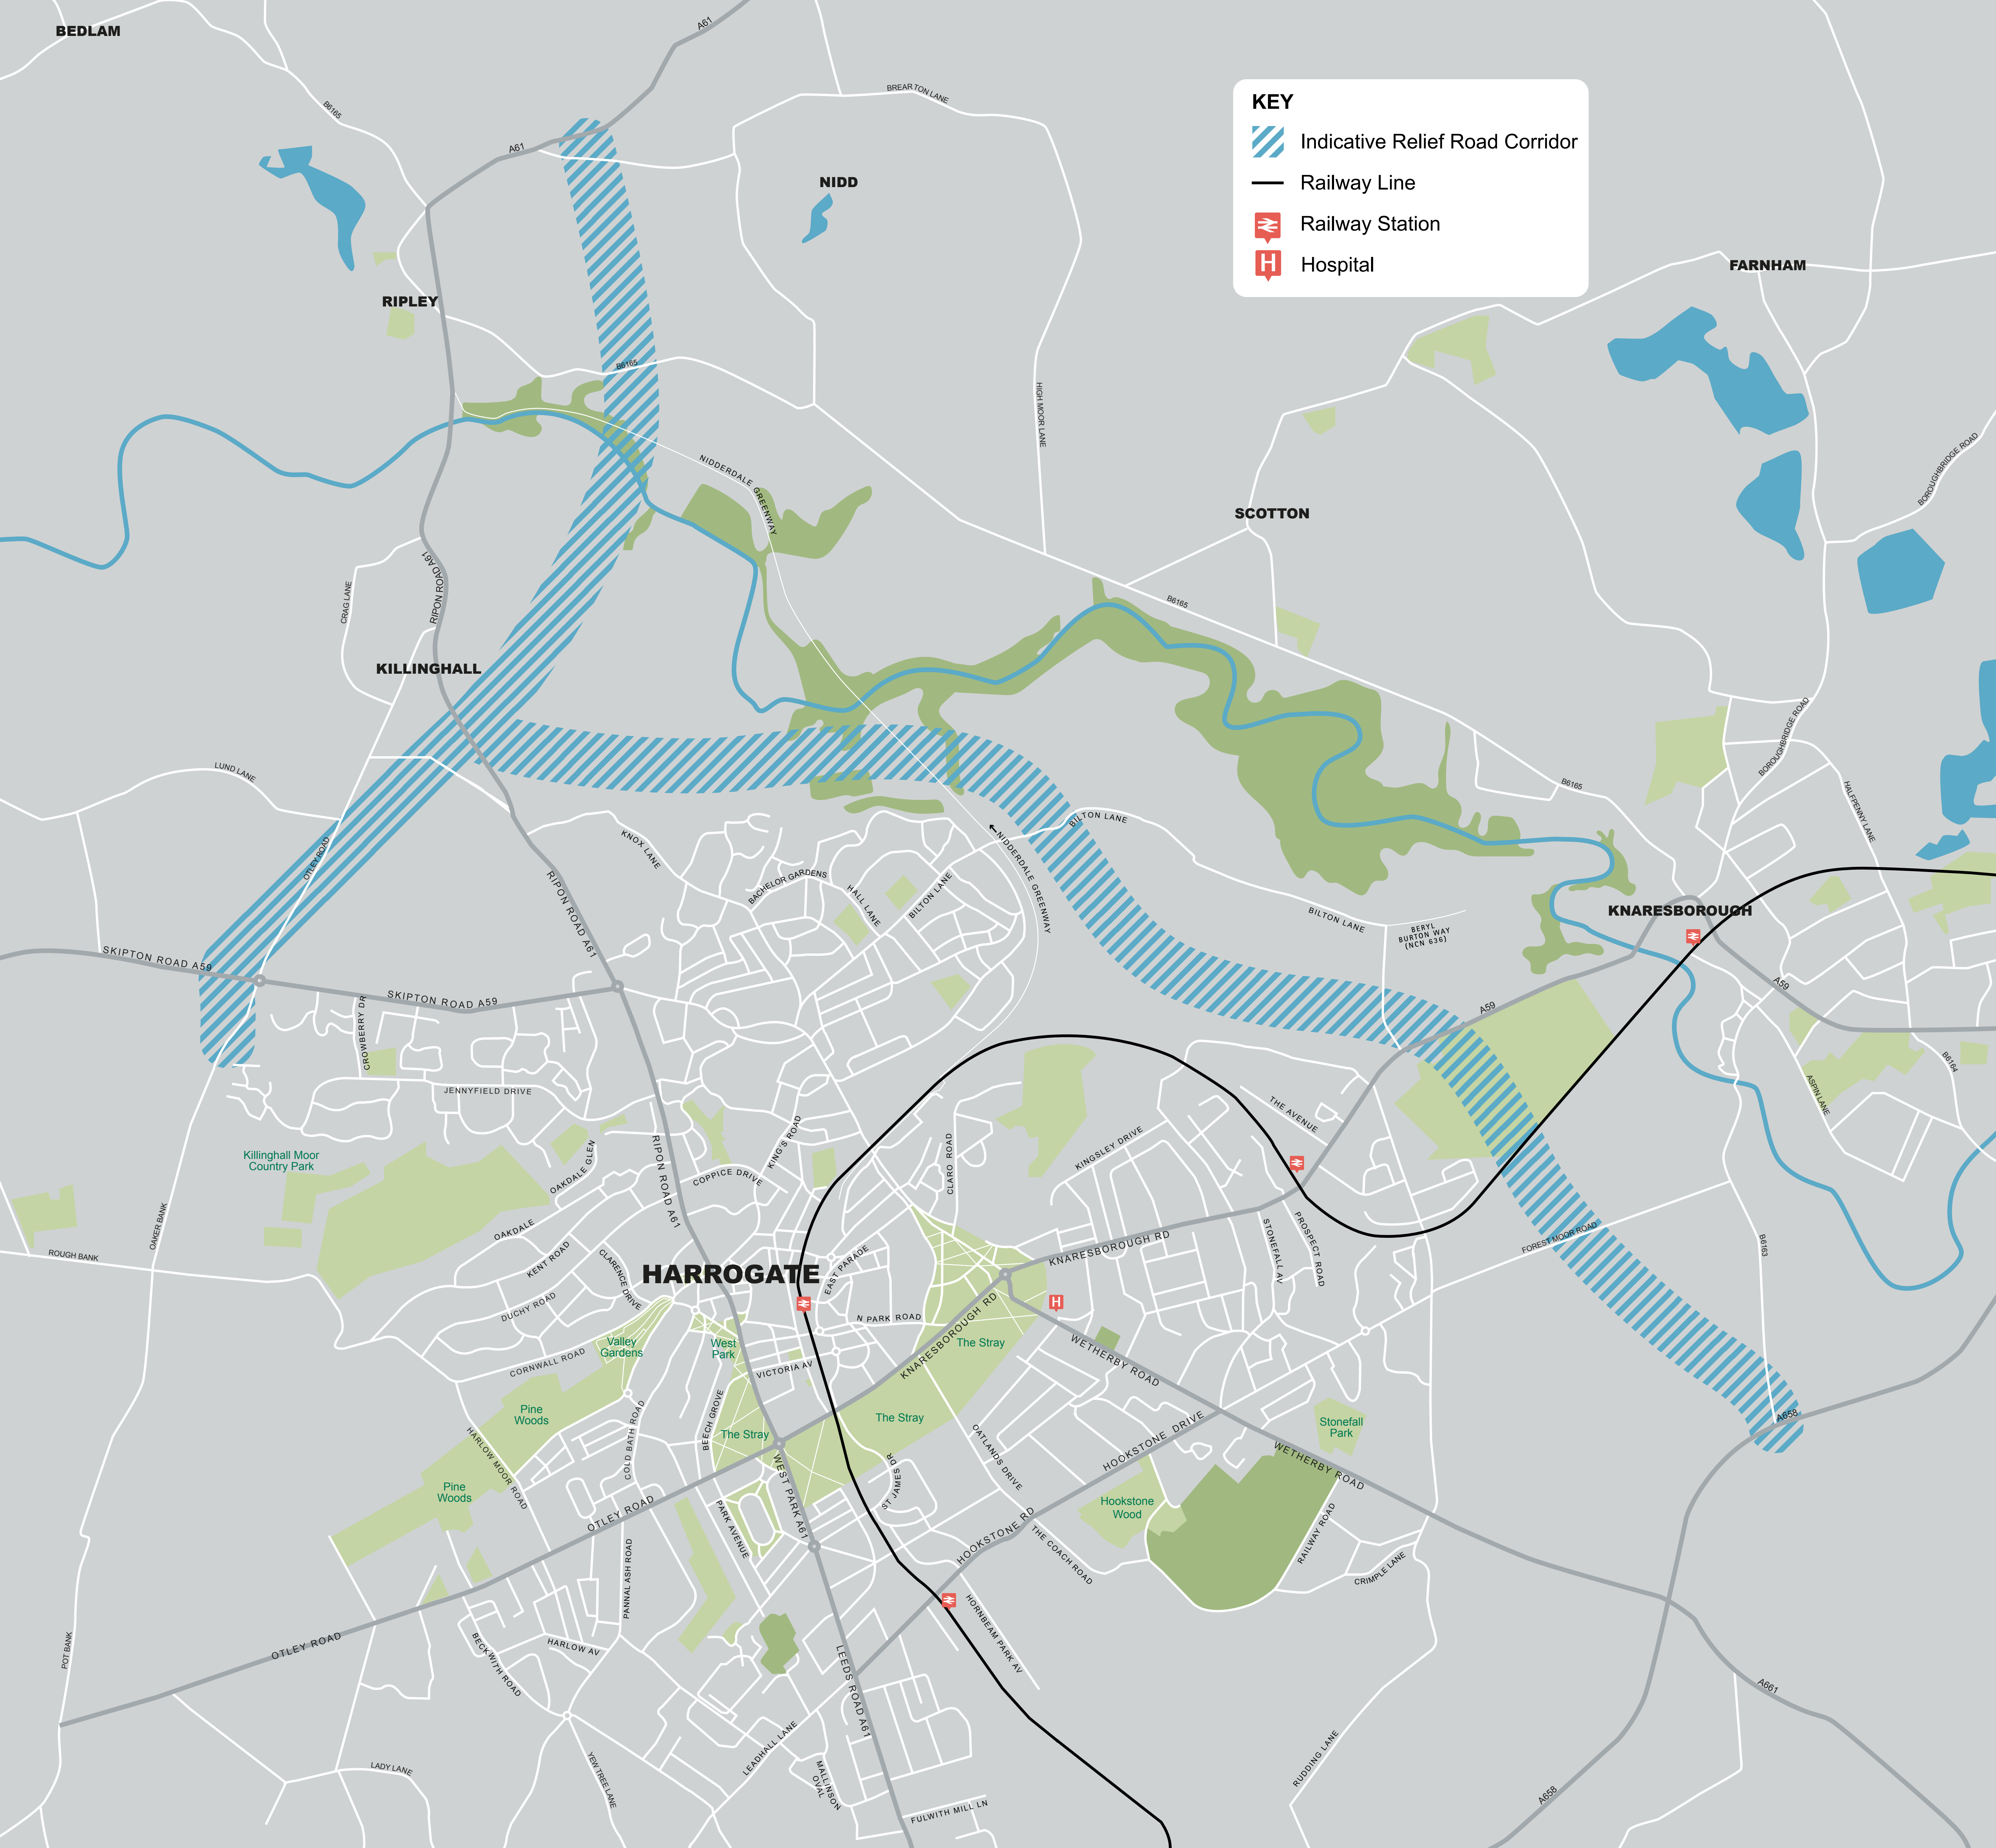 BEDLAM
A61
B6165
BREARTON LANE
A61
NIDD
KEY
Indicative Relief Road Corridor
Railway Line
Railway Station
Hospital
FARNHAM
RIPLEY
B6165
HIGH MOOR LANE
BOROUGHBRIDGE ROAD
NIDDERDALE GREENWAY
SCOTTON
RIPON ROAD A61
CRAG LANE
B6165
KILLINGHALL
BOROUGHBRIDGE ROAD
LUND LANE
B6165
HALFPENNY LANE
OTLEY ROAD
KNOX LANE
BILTON LANE
NIDDERDALE GREENWAY
BACHELOR GARDENS
HALL LANE
BILTON LANE
RIPON ROAD A61
BILTON LANE
BERYL
BURTON WAY
(NCN 636)
KNARESBOROUGH
SKIPTON ROAD A59
SKIPTON ROAD A59
CROWBERRY DR
A59
A59
JENNYFIELD DRIVE
THE AVENUE
ASPIN LANE
B6164
Killinghall Moor
Country Park
OAKDALE GLEN
RIPON ROAD A61
KING'S ROAD
COPPICE DRIVE
CLARO ROAD
KINGSLEY DRIVE
OAKER BANK
ROUGH BANK
OAKDALE
KENT ROAD
CLARENCE DRIVE
DUCHY ROAD
HARROGATE
EAST PARADE
KNARESBOROUGH RD
STONEFALL AV
PROSPECT ROAD
FOREST MOOR ROAD
B6163
N PARK ROAD
KNARESBOROUGH RD
The Stray
Valley
Gardens
West
Park
CORNWALL ROAD
VICTORIA AV
WETHERBY ROAD
Pine
Woods
The Stray
The Stray
BEECH GROVE
COLD BATH ROAD
HARLOW MOOR ROAD
OATLANDS DRIVE
HOOKSTONE DRIVE
Stonefall
Park
A658
WETHERBY ROAD
Pine
Woods
OTLEY ROAD
WEST PARK A61
ST JAMES DR
PARK AVENUE
Hookstone
Wood
HOOKSTONE RD
THE COACH ROAD
RAILWAY ROAD
CRIMPLE LANE
PANNAL ASH ROAD
HARLOW AV
BECKWITH ROAD
OTLEY ROAD
POT BANK
HORNBEAM PARK AV
LEEDS ROAD A61
A661
LEADHALL LANE
LADY LANE
YEW TREE LANE
MALLINSON
OVAL
FULWITH MILL LN
RUDDING LANE
A658